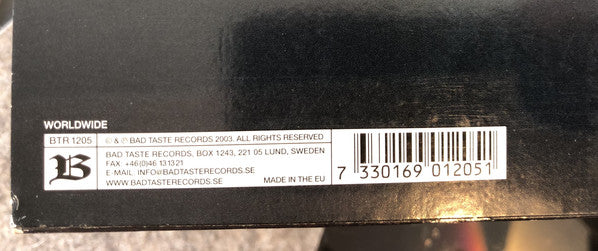 WORLDWIDE
BTR 1205 © & ℗ BAD TASTE RECORDS 2003. ALL RIGHTS RESERVED
B
BAD TASTE RECORDS, BOX 1243, 221 05 LUND, SWEDEN
FAX: +46(0)46 131321
E-MAIL: INFO@BADTASTERECORDS.SE
WWW.BADTASTERECORDS.SE MADE IN THE EU
7 330169 012051